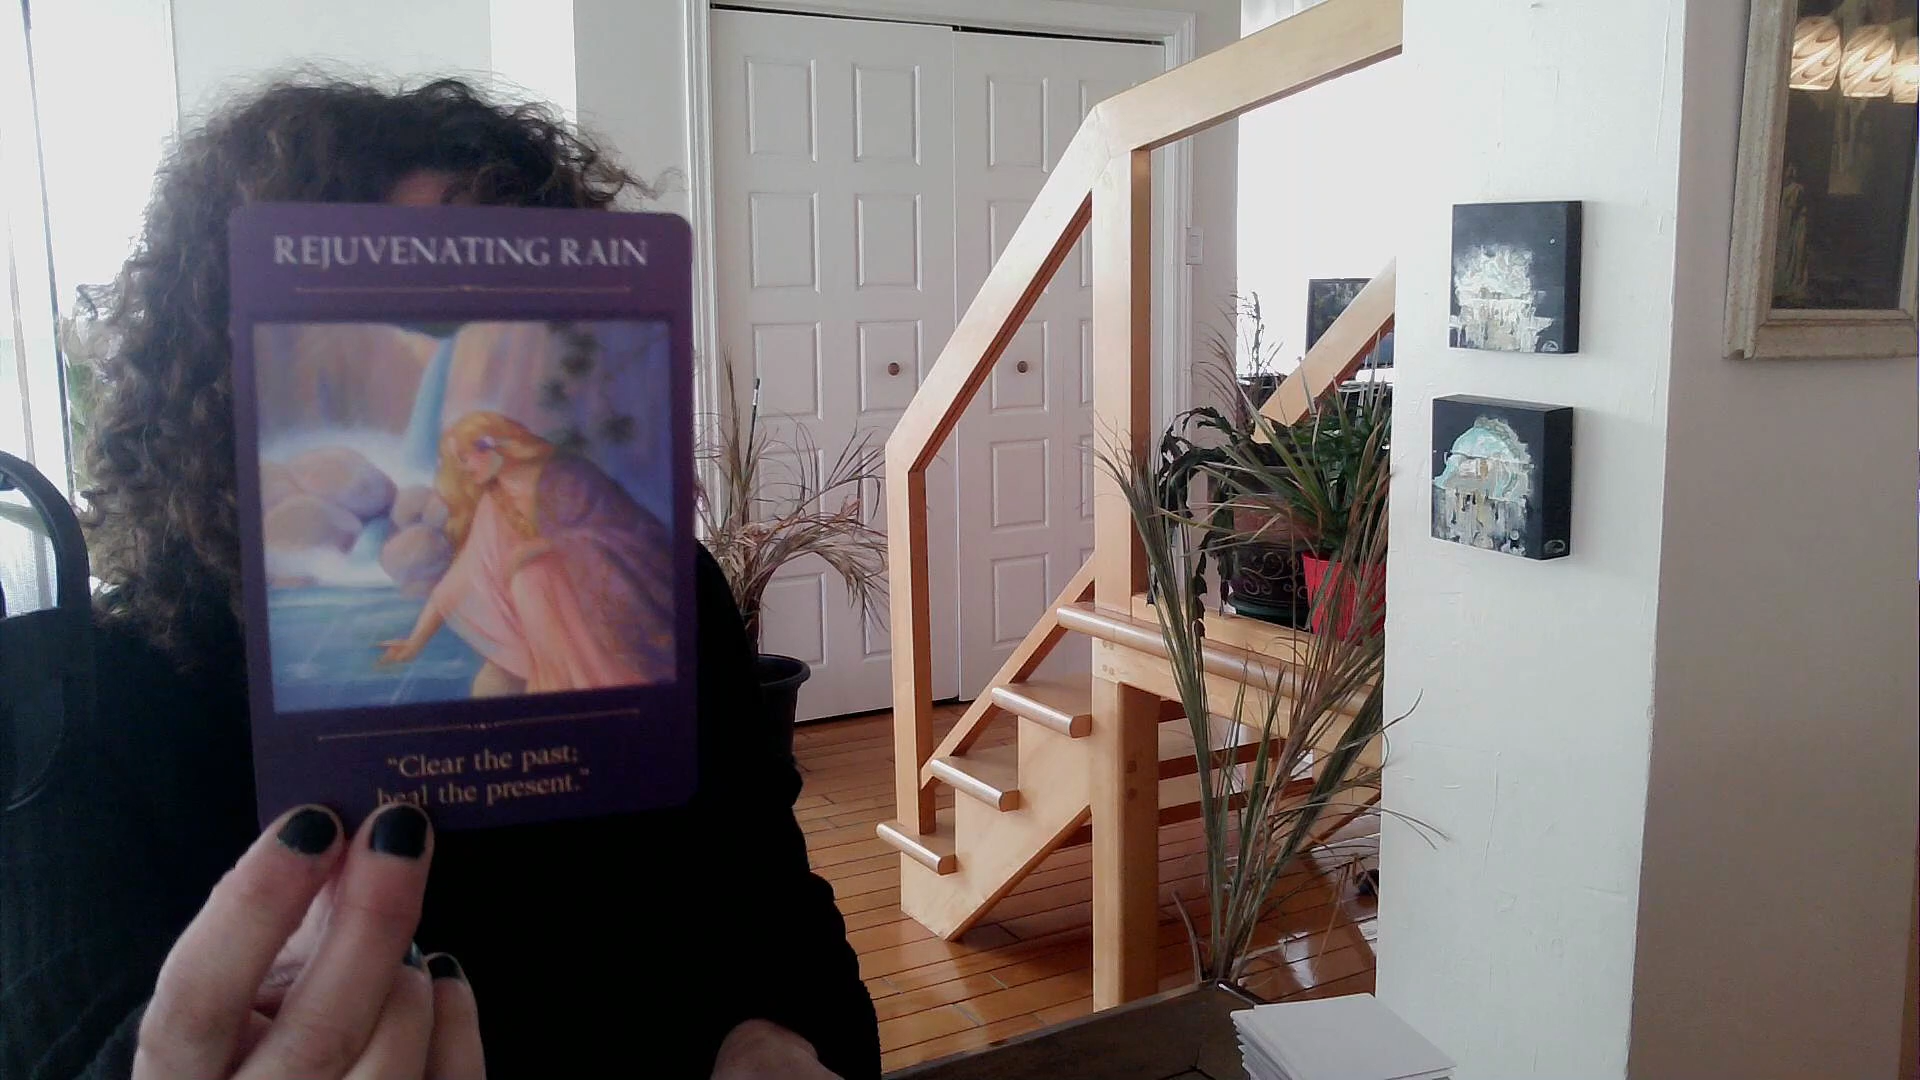 REJUVENATING RAIN
"Clear the past;
heal the present."